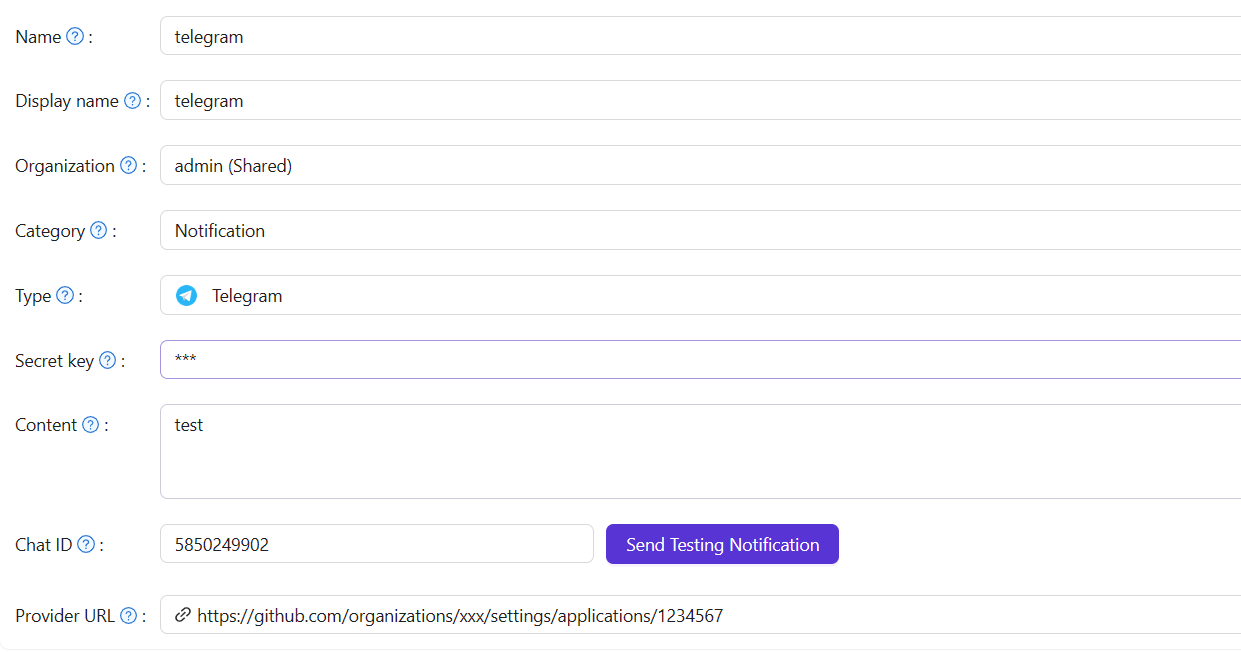 Name ? : telegram
Display name ? : telegram
Organization ? : admin (Shared)
Category ? : Notification
Type ? : Telegram
Secret key ? : ***
Content ? : test
Chat ID ? : 5850249902 Send Testing Notification
Provider URL ? : https://github.com/organizations/xxx/settings/applications/1234567